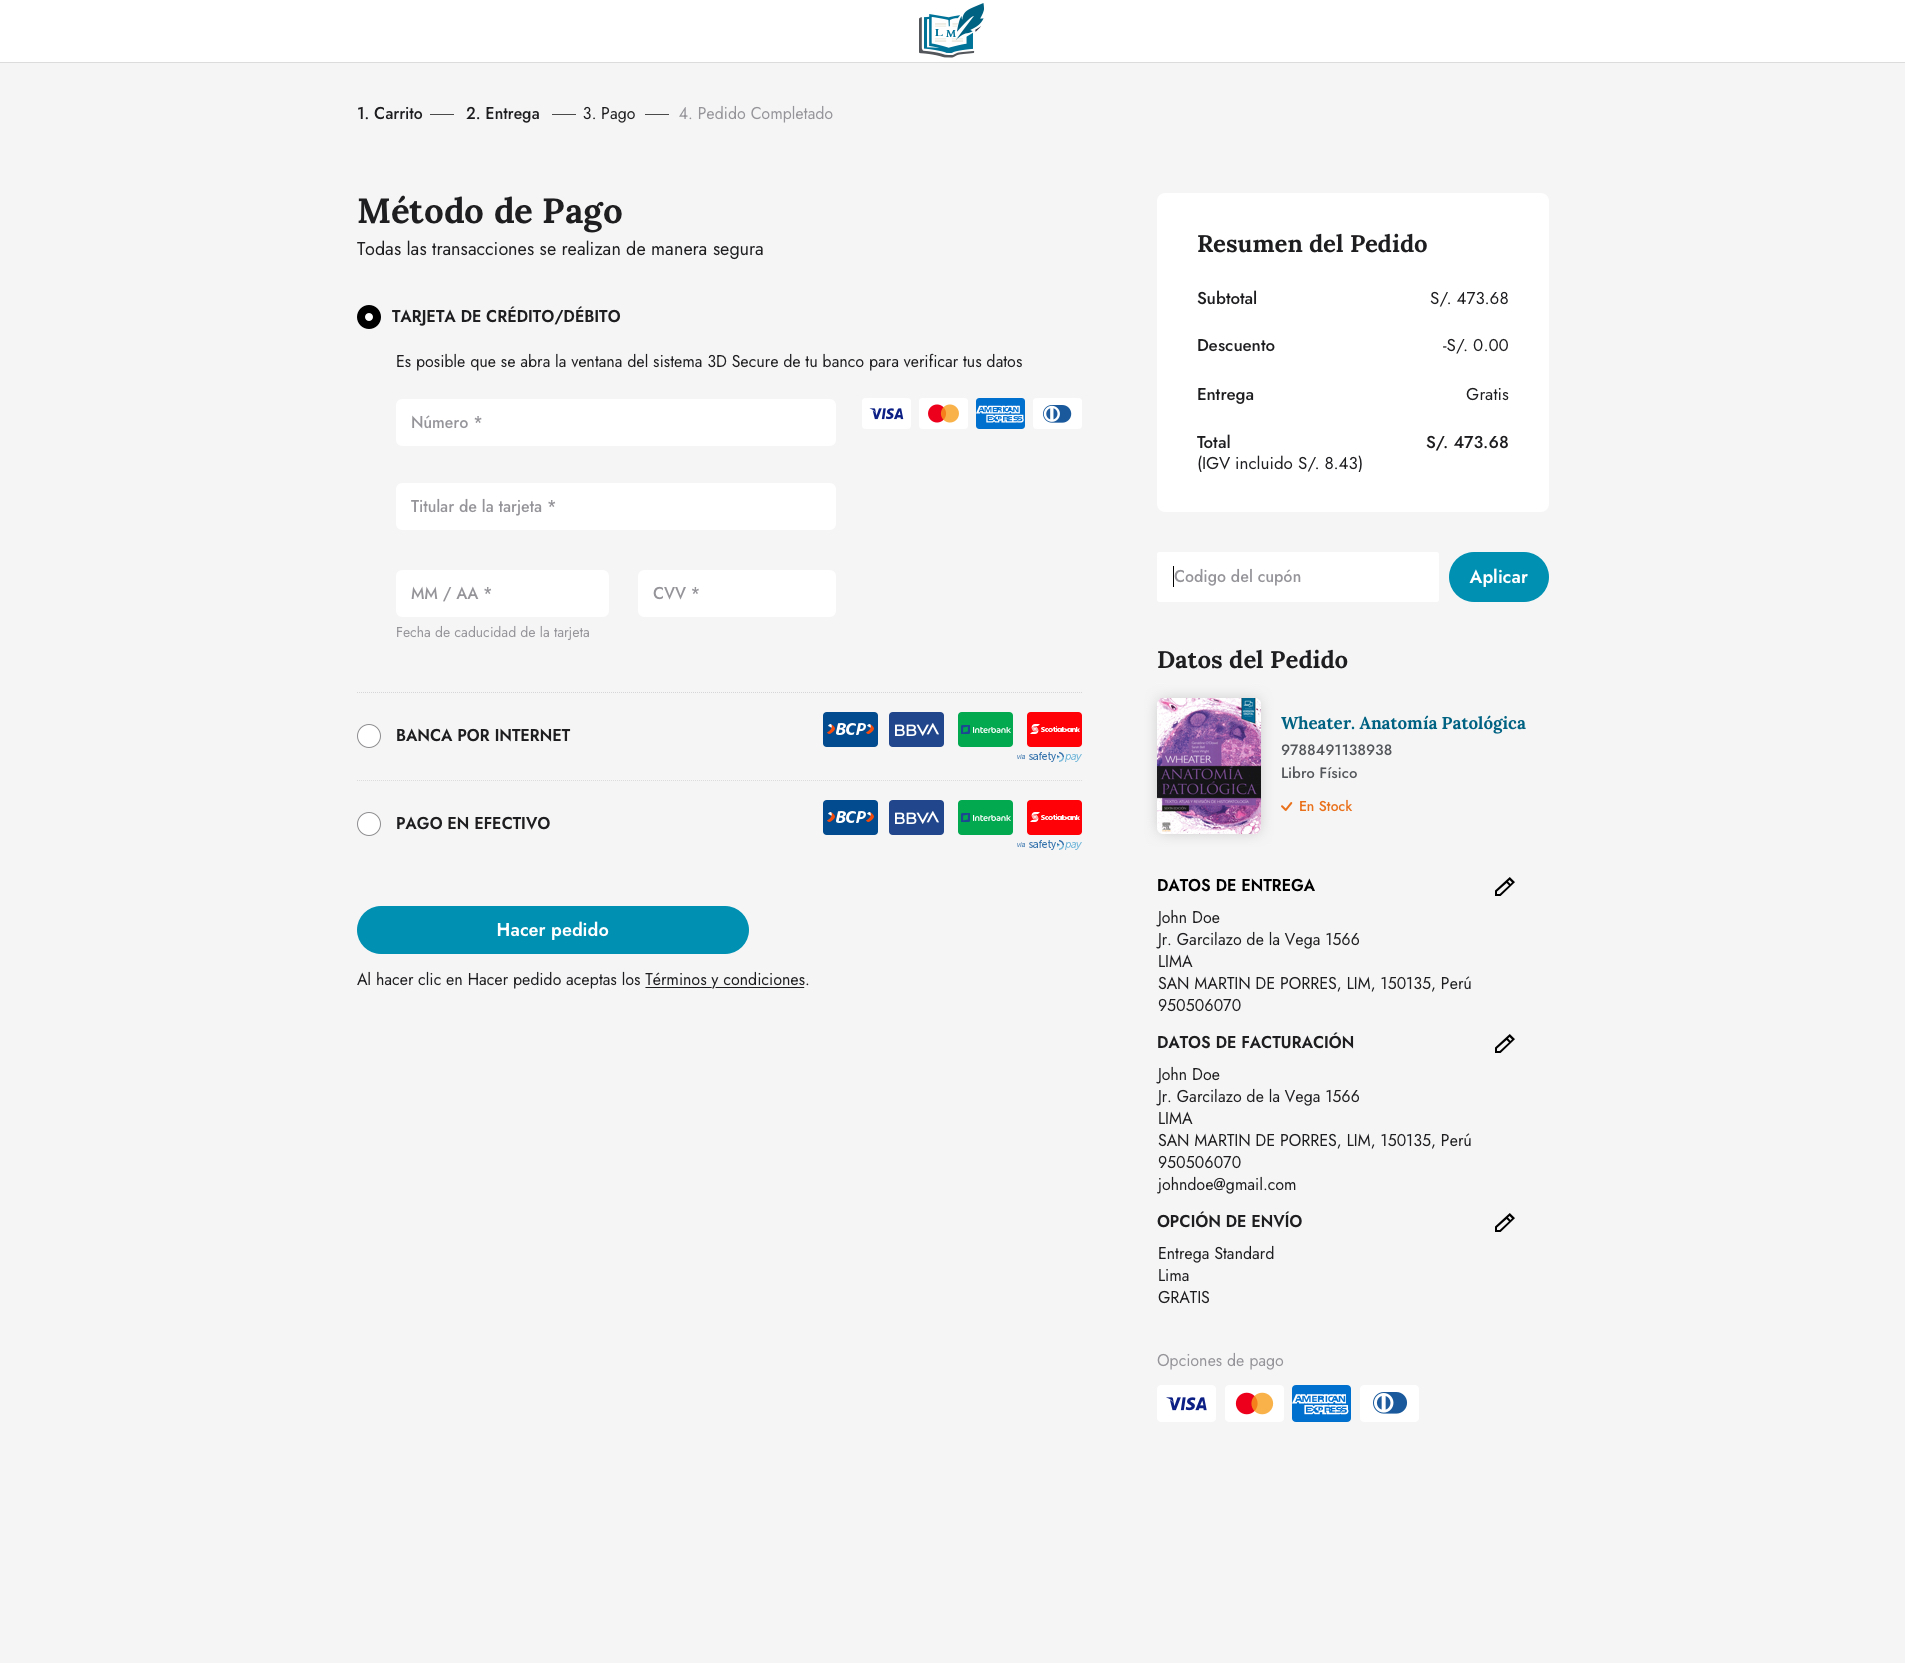 L M
1. Carrito — 2. Entrega — 3. Pago — 4. Pedido Completado
Método de Pago
Todas las transacciones se realizan de manera segura
TARJETA DE CRÉDITO/DÉBITO
Es posible que se abra la ventana del sistema 3D Secure de tu banco para verificar tus datos
Número *
VISA AMERICAN EXPRESS
Titular de la tarjeta *
MM / AA * CVV *
Fecha de caducidad de la tarjeta
BANCA POR INTERNET BCP BBVA Interbank Scotiabank
vía safetypay
PAGO EN EFECTIVO BCP BBVA Interbank Scotiabank
vía safetypay
Hacer pedido
Al hacer clic en Hacer pedido aceptas los Términos y condiciones.
Resumen del Pedido
Subtotal S/. 473.68
Descuento -S/. 0.00
Entrega Gratis
Total S/. 473.68
(IGV incluido S/. 8.43)
Codigo del cupón Aplicar
Datos del Pedido
WHEATER
ANATOMÍA
PATOLÓGICA
Wheater. Anatomía Patológica
9788491138938
Libro Físico
En Stock
DATOS DE ENTREGA
John Doe
Jr. Garcilazo de la Vega 1566
LIMA
SAN MARTIN DE PORRES, LIM, 150135, Perú
950506070
DATOS DE FACTURACIÓN
John Doe
Jr. Garcilazo de la Vega 1566
LIMA
SAN MARTIN DE PORRES, LIM, 150135, Perú
950506070
johndoe@gmail.com
OPCIÓN DE ENVÍO
Entrega Standard
Lima
GRATIS
Opciones de pago
VISA AMERICAN EXPRESS